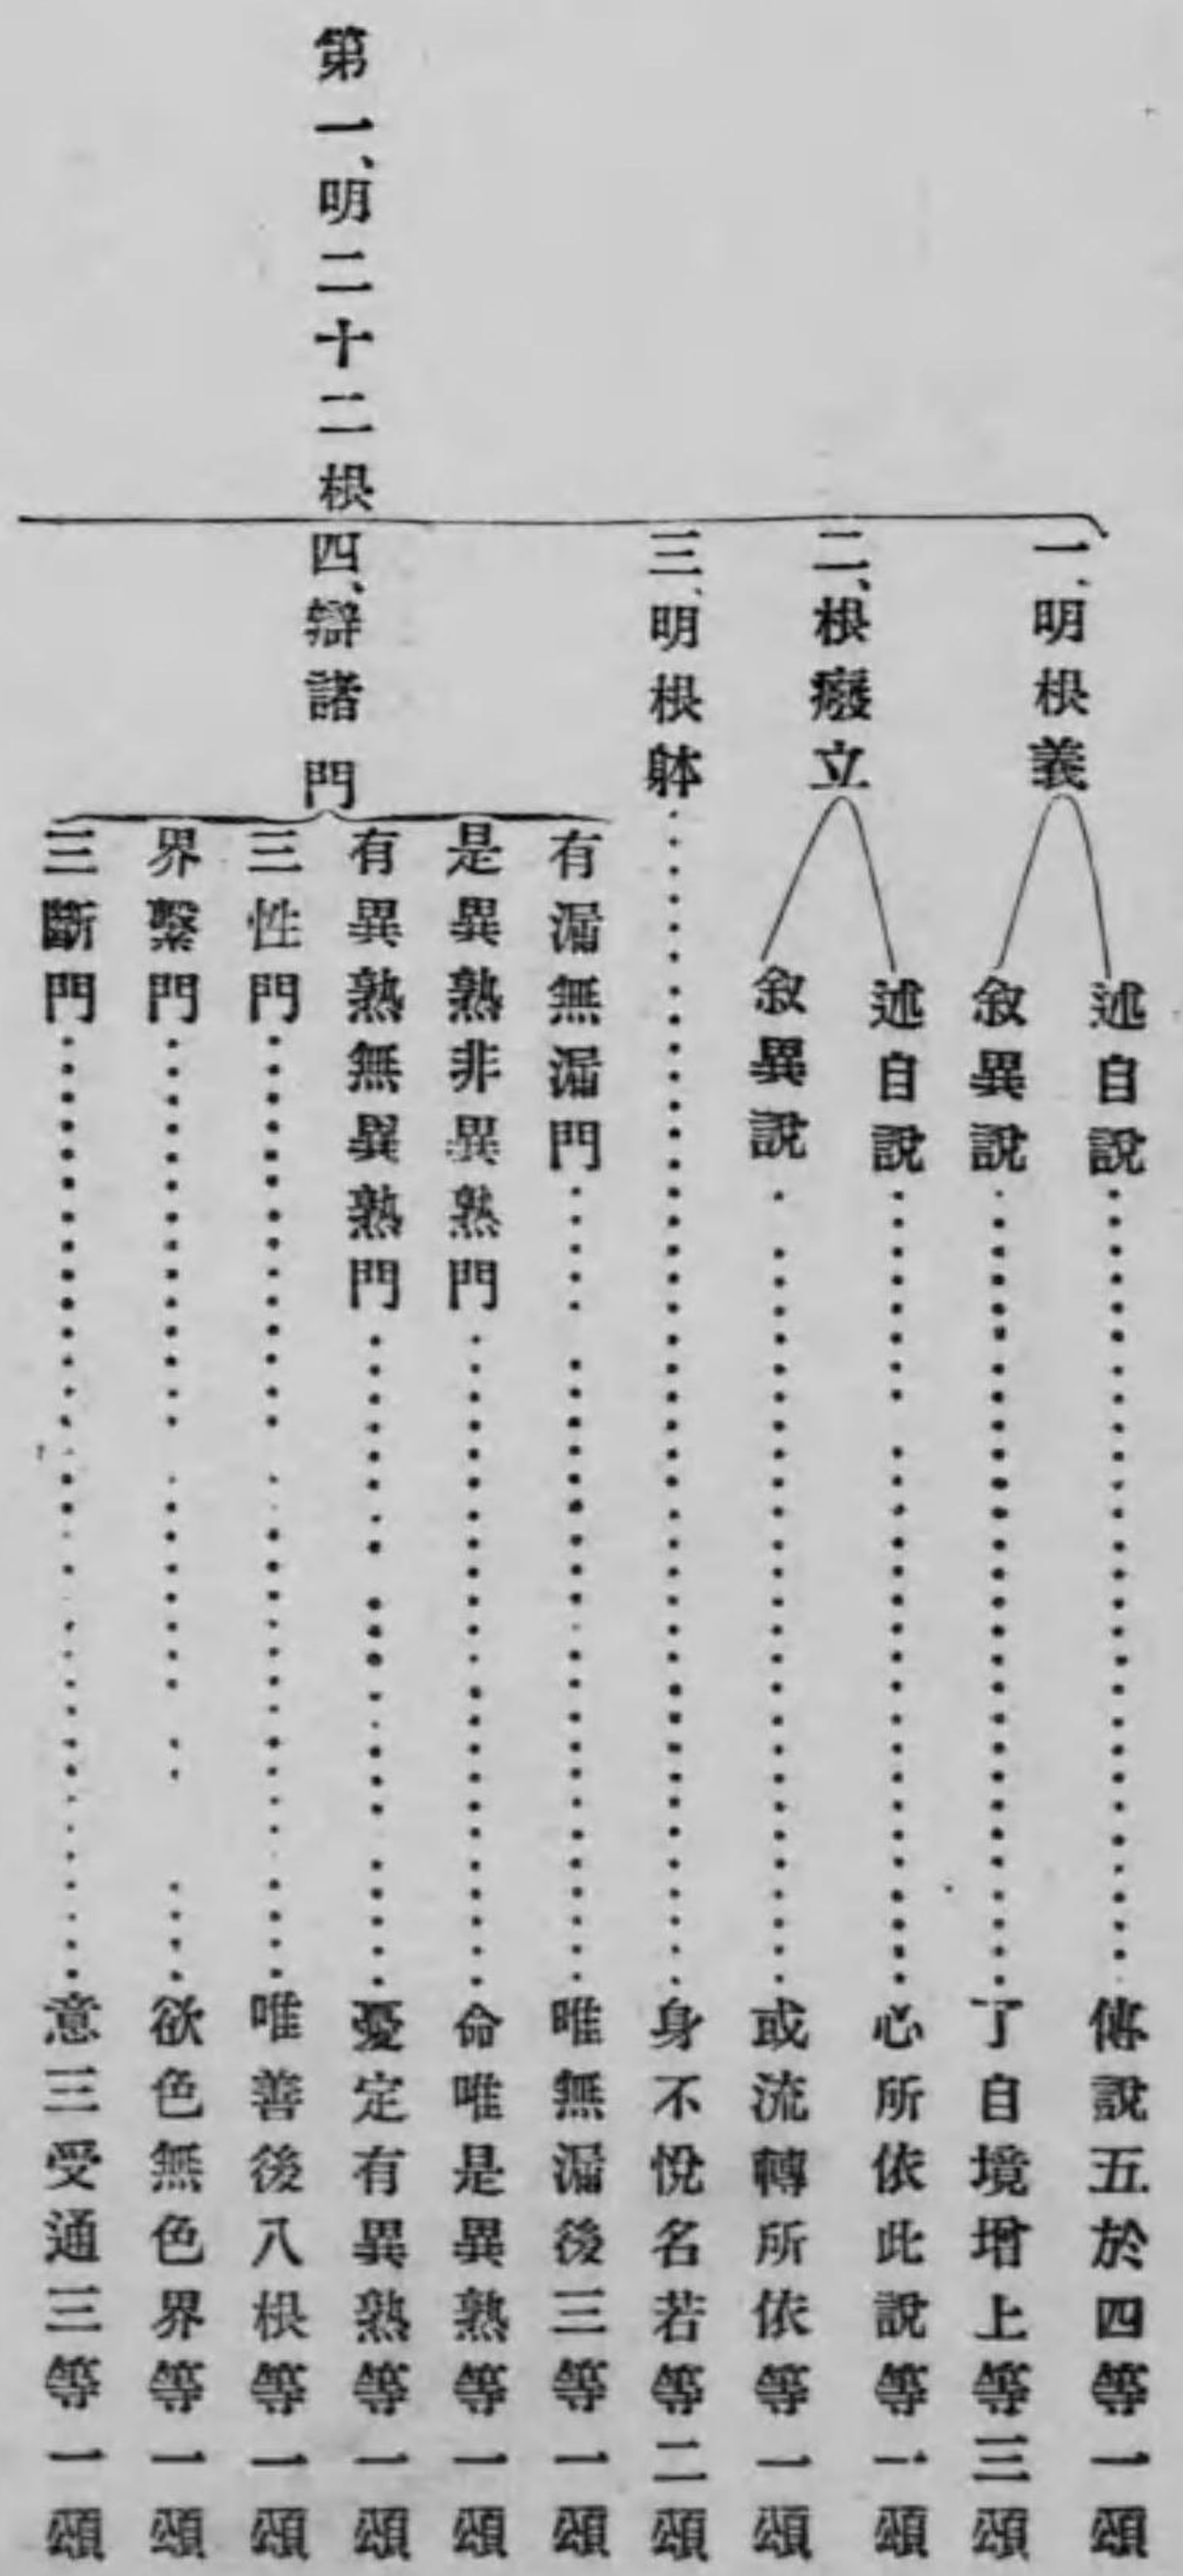 第一、明二十二根
一、明根義
述自說…傳說五於四等一頌
敘異說…了自境增上等三頌
二、根癈立
述自說…心所依此說等一頌
敘異說…或流轉所依等一頌
三、明根躰…身不悅名若等二頌
四、辯諸門
有漏無漏門…唯無漏後三等一頌
是異熟非異熟門…命唯是異熟等一頌
有異熟無異熟門…憂定有異熟等一頌
三性門…唯善後八根等一頌
界繫門…欲色無色界等一頌
三斷門…意三受通三等一頌